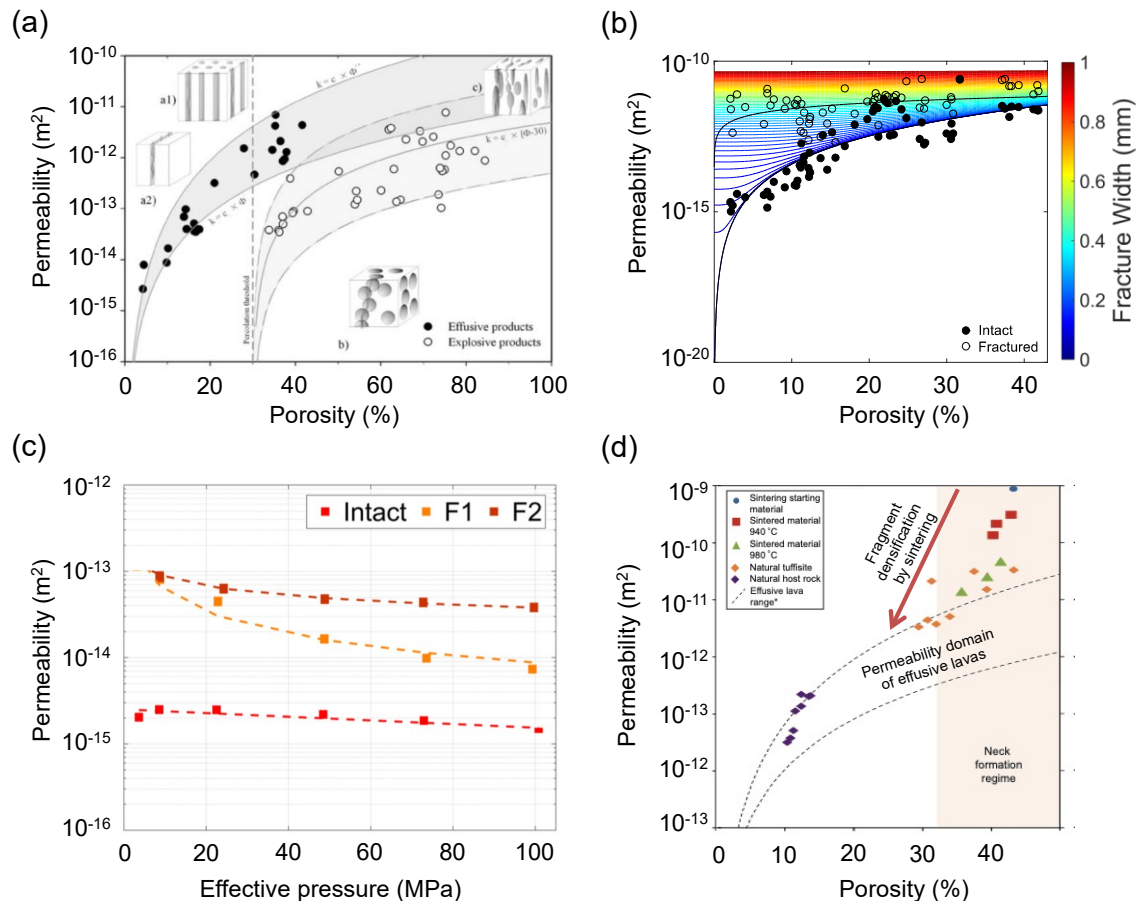 (a)
Permeability (m²)
10⁻¹⁰
10⁻¹¹
10⁻¹²
10⁻¹³
10⁻¹⁴
10⁻¹⁵
10⁻¹⁶
a1)
a2)
c)
b)
k = c × Φ
k = c × (Φ-30)
Percolation threshold
● Effusive products
○ Explosive products
0 20 40 60 80 100
Porosity (%)
(b)
Permeability (m²)
10⁻¹⁰
10⁻¹⁵
10⁻²⁰
● Intact
○ Fractured
0 10 20 30 40
Porosity (%)
1
0.8
0.6
0.4
0.2
0
Fracture Width (mm)
(c)
Permeability (m²)
10⁻¹²
10⁻¹³
10⁻¹⁴
10⁻¹⁵
10⁻¹⁶
Intact F1 F2
0 20 40 60 80 100
Effective pressure (MPa)
(d)
Permeability (m²)
10⁻⁹
10⁻¹⁰
10⁻¹¹
10⁻¹²
10⁻¹³
10⁻¹²
10⁻¹³
Sintering starting
material
Sintered material
940 ˚C
Sintered material
980 ˚C
Natural tuffisite
Natural host rock
Effusive lava
range*
Fragment
densification
by sintering
Permeability domain
of effusive lavas
Neck
formation
regime
10 20 30 40
Porosity (%)